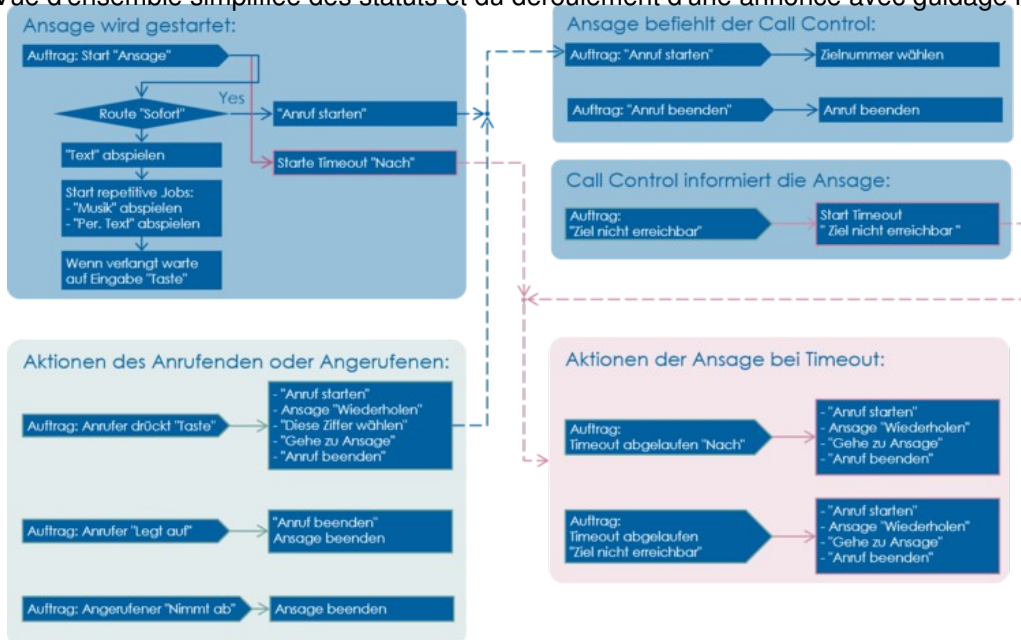 Vue d'ensemble simplifiée des statuts et du déroulement d'une annonce avec guidage
Ansage wird gestartet:
Auftrag: Start "Ansage"
Route "Sofort"
Yes
"Anruf starten"
Starte Timeout "Nach"
"Text" abspielen
Start repetitive Jobs:
- "Musik" abspielen
- "Per. Text" abspielen
Wenn verlangt warte
auf Eingabe "Taste"
Ansage befiehlt der Call Control:
Auftrag: "Anruf starten"
Zielnummer wählen
Auftrag: "Anruf beenden"
Anruf beenden
Call Control informiert die Ansage:
Auftrag:
"Ziel nicht erreichbar"
Start Timeout
" Ziel nicht erreichbar "
Aktionen des Anrufenden oder Angerufenen:
Auftrag: Anrufer drückt "Taste"
- "Anruf starten"
- Ansage "Wiederholen"
- "Diese Ziffer wählen"
- "Gehe zu Ansage"
- "Anruf beenden"
Auftrag: Anrufer "Legt auf"
"Anruf beenden"
Ansage beenden
Auftrag: Angerufener "Nimmt ab"
Ansage beenden
Aktionen der Ansage bei Timeout:
Auftrag:
Timeout abgelaufen "Nach"
- "Anruf starten"
- Ansage "Wiederholen"
- "Gehe zu Ansage"
- "Anruf beenden"
Auftrag:
Timeout abgelaufen
"Ziel nicht erreichbar"
- "Anruf starten"
- Ansage "Wiederholen"
- "Gehe zu Ansage"
- "Anruf beenden"